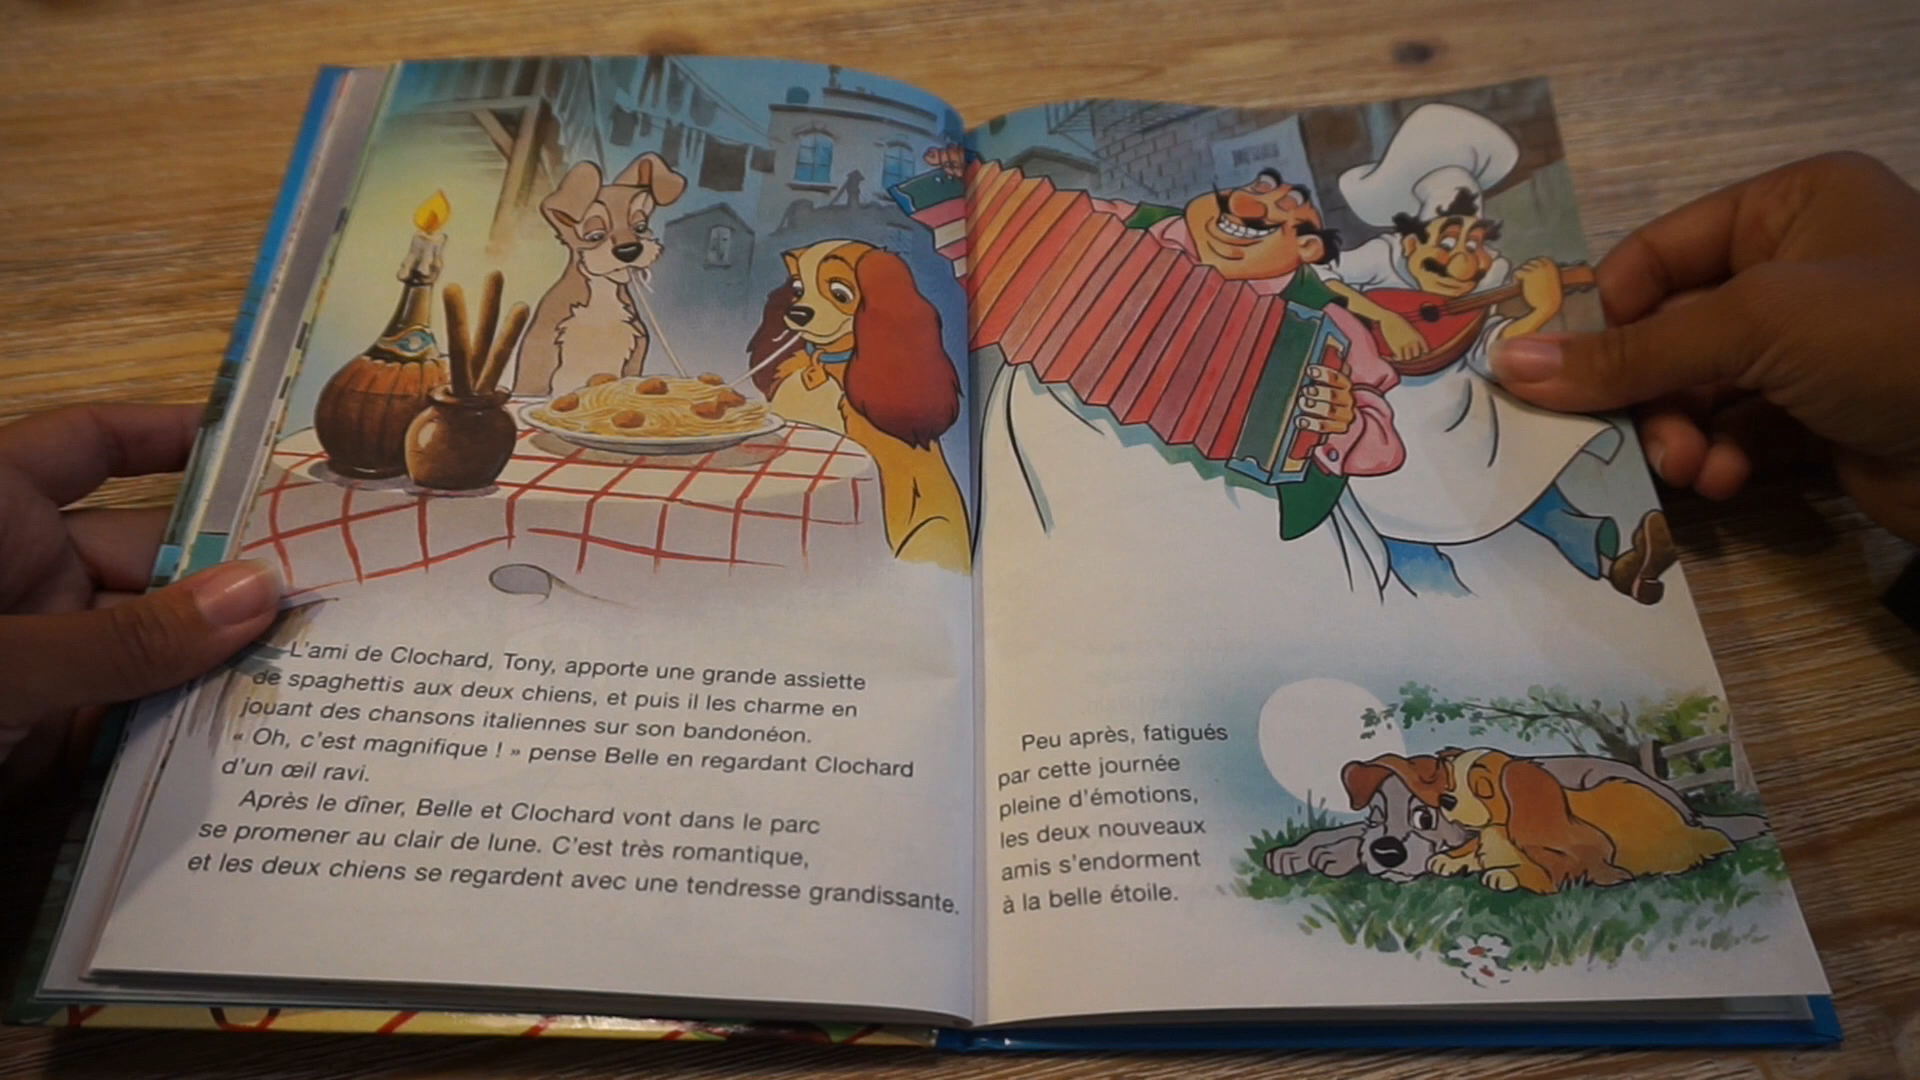 L'ami de Clochard, Tony, apporte une grande assiette
de spaghettis aux deux chiens, et puis il les charme en
jouant des chansons italiennes sur son bandonéon.
« Oh, c'est magnifique ! » pense Belle en regardant Clochard
d'un œil ravi.
Après le dîner, Belle et Clochard vont dans le parc
se promener au clair de lune. C'est très romantique,
et les deux chiens se regardent avec une tendresse grandissante.
Peu après, fatigués
par cette journée
pleine d'émotions,
les deux nouveaux
amis s'endorment
à la belle étoile.